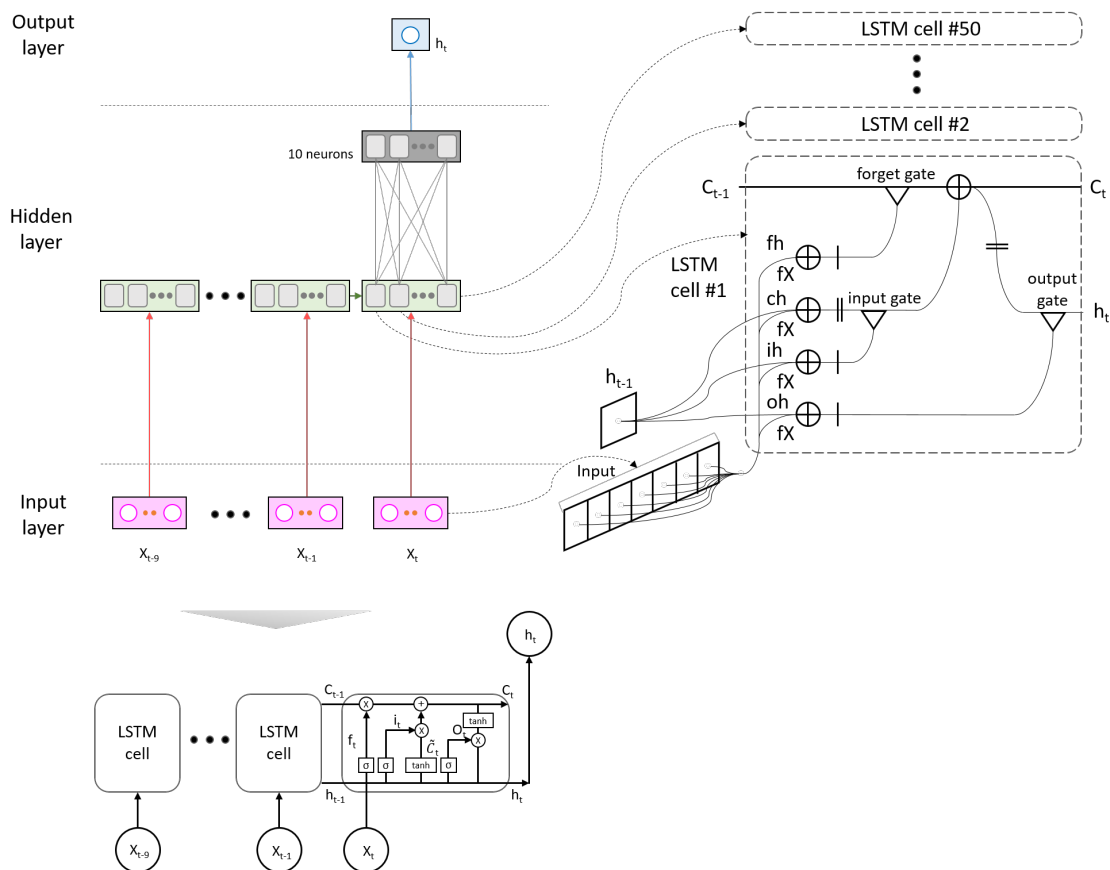 Output
layer
h_t
10 neurons
Hidden
layer
Input
layer
X_t-9
X_t-1
X_t
LSTM cell #50
LSTM cell #2
C_t-1
forget gate
C_t
fh
fX
LSTM
cell #1
ch
fX
input gate
output
gate
h_t
ih
fX
oh
fX
h_t-1
Input
h_t
C_t-1
C_t
LSTM
cell
LSTM
cell
x
+
tanh
i_t
x
O_t
x
f_t
C̃_t
σ
σ
tanh
σ
h_t-1
h_t
X_t-9
X_t-1
X_t